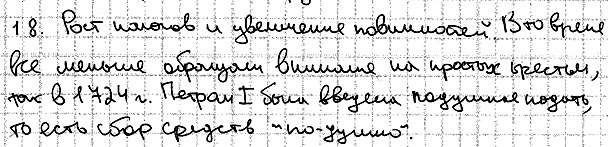 18. Рост налогов и увеличение повинностей. В то время
все меньше обращали внимание на простых крестьян,
так в 1724 г. Петром I была введена подушная подать,
то есть сбор средств "по-душно".